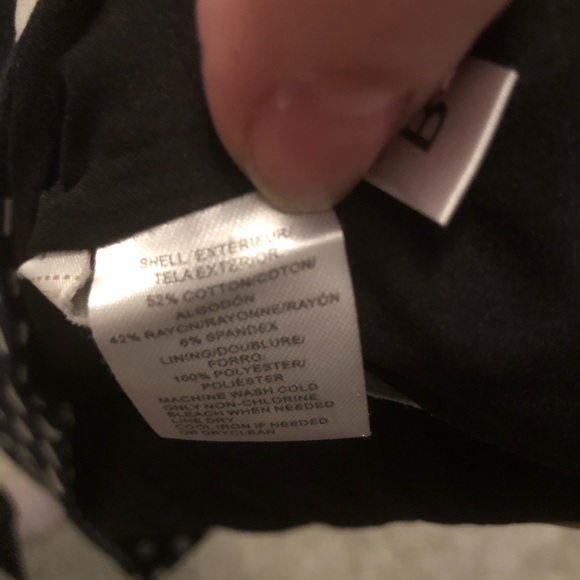 SHELL/EXTERIEUR/
TELA EXTERIOR
52% COTTON/COTON/
ALGODÓN
42% RAYON/RAYONNE/RAYÓN
6% SPANDEX
LINING/DOUBLURE/
FORRO:
100% POLYESTER/
POLIÉSTER
MACHINE WASH COLD
ONLY NON-CHLORINE
BLEACH WHEN NEEDED
LINE DRY
COOL IRON IF NEEDED
OR DRYCLEAN